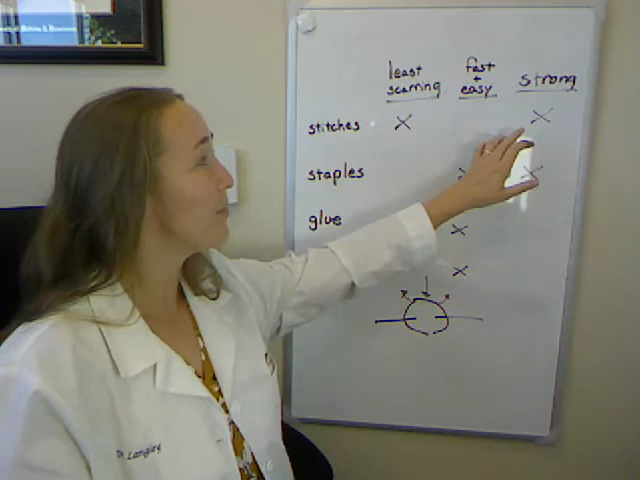 least
scarring
fast
+
easy
strong
stitches X X
staples X X
glue X
X
Dr. Langley